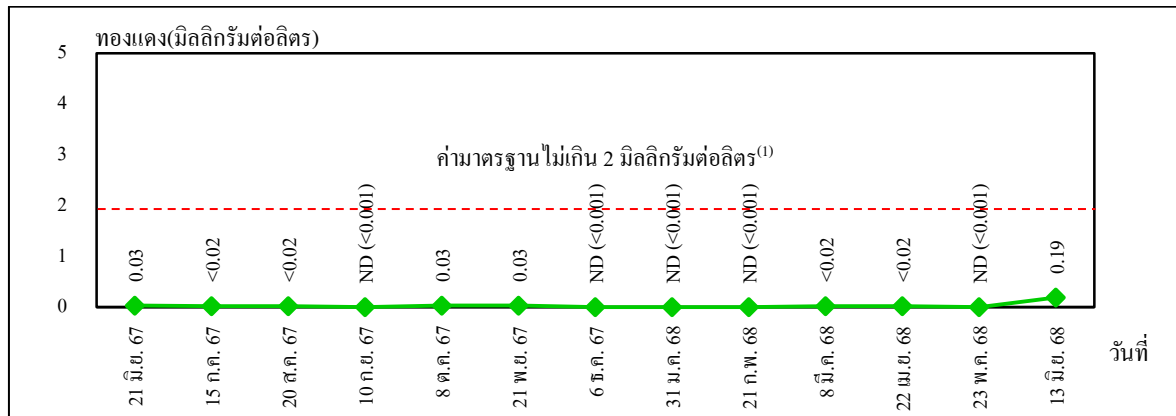 ทองแดง(มิลลิกรัมต่อลิตร)
5
4
3
2
1
0
ค่ามาตรฐานไม่เกิน 2 มิลลิกรัมต่อลิตร(1)
0.03
<0.02
<0.02
ND (<0.001)
0.03
0.03
ND (<0.001)
ND (<0.001)
ND (<0.001)
<0.02
<0.02
ND (<0.001)
0.19
21 มิ.ย. 67
15 ก.ค. 67
20 ส.ค. 67
10 ก.ย. 67
8 ต.ค. 67
21 พ.ย. 67
6 ธ.ค. 67
31 ม.ค. 68
21 ก.พ. 68
8 มี.ค. 68
22 เม.ย. 68
23 พ.ค. 68
13 มิ.ย. 68
วันที่